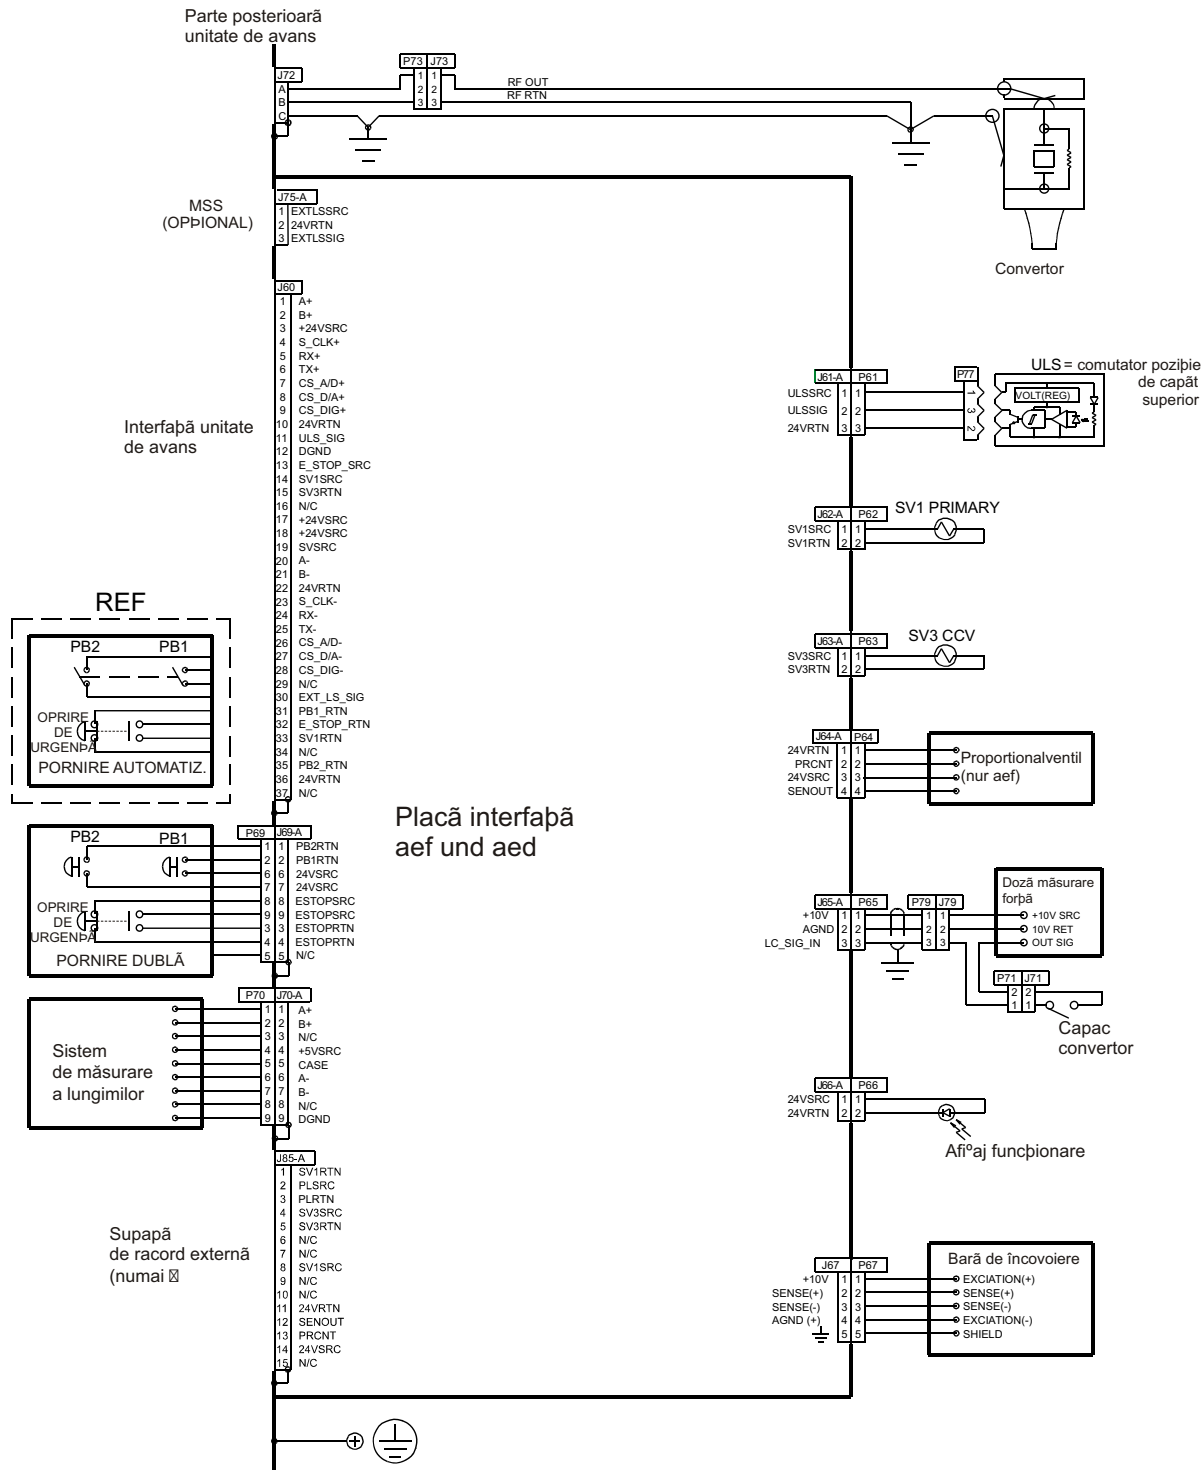 Parte posterioarã
unitate de avans
J72
A
B
C
P73 J73
1 1
2 2
3 3
RF OUT
RF RTN
Convertor
MSS
(OPÞIONAL)
J75-A
1 EXTLSSRC
2 24VRTN
3 EXTLSSIG
Interfaþã unitate
de avans
J60
1 A+
2 B+
3 +24VSRC
4 S_CLK+
5 RX+
6 TX+
7 CS_A/D+
8 CS_D/A+
9 CS_DIG+
10 24VRTN
11 ULS_SIG
12 DGND
13 E_STOP_SRC
14 SV1SRC
15 SV3RTN
16 N/C
17 +24VSRC
18 +24VSRC
19 SVSRC
20 A-
21 B-
22 24VRTN
23 S_CLK-
24 RX-
25 TX-
26 CS_A/D-
27 CS_D/A-
28 CS_DIG-
29 N/C
30 EXT_LS_SIG
31 PB1_RTN
32 E_STOP_RTN
33 SV1RTN
34 N/C
35 PB2_RTN
36 24VRTN
37 N/C
REF
PB2 PB1
OPRIRE
DE
URGENÞÃ
PORNIRE AUTOMATIZ.
PB2 PB1
OPRIRE
DE
URGENÞÃ
PORNIRE DUBLÃ
P69 J69-A
1 1 PB2RTN
2 2 PB1RTN
6 6 24VSRC
7 7 24VSRC
8 8 ESTOPSRC
9 9 ESTOPSRC
3 3 ESTOPRTN
4 4 ESTOPRTN
5 5 N/C
Sistem
de mãsurare
a lungimilor
P70 J70-A
1 1 A+
2 2 B+
3 3 N/C
4 4 +5VSRC
5 5 CASE
6 6 A-
7 7 B-
8 8 N/C
9 9 DGND
Supapã
de racord externã
(numai
J85-A
1 SV1RTN
2 PLSRC
3 PLRTN
4 SV3SRC
5 SV3RTN
6 N/C
7 N/C
8 SV1SRC
9 N/C
10 N/C
11 24VRTN
12 SENOUT
13 PRCNT
14 24VSRC
15 N/C
Placã interfaþã
aef und aed
J61-A P61
ULSSRC 1 1
ULSSIG 2 2
24VRTN 3 3
P77
1
3
2
VOLT(REG)
ULS = comutator poziþie
de capãt
superior
J62-A P62
SV1SRC 1 1
SV1RTN 2 2
SV1 PRIMARY
J63-A P63
SV3SRC 1 1
SV3RTN 2 2
SV3 CCV
J64-A P64
24VRTN 1 1
PRCNT 2 2
24VSRC 3 3
SENOUT 4 4
Proportionalventil
(nur aef)
J65-A P65
+10V 1 1
AGND 2 2
LC_SIG_IN 3 3
P79 J79
1 1
2 2
3 3
Dozã mãsurare
forþã
+10V SRC
10V RET
OUT SIG
P71 J71
2 2
1 1
Capac
convertor
J66-A P66
24VSRC 1 1
24VRTN 2 2
Afiºaj funcþionare
J67 P67
+10V 1 1
SENSE(+) 2 2
SENSE(-) 3 3
AGND (+) 4 4
5 5
Barã de încovoiere
EXCIATION(+)
SENSE(+)
SENSE(-)
EXCIATION(-)
SHIELD